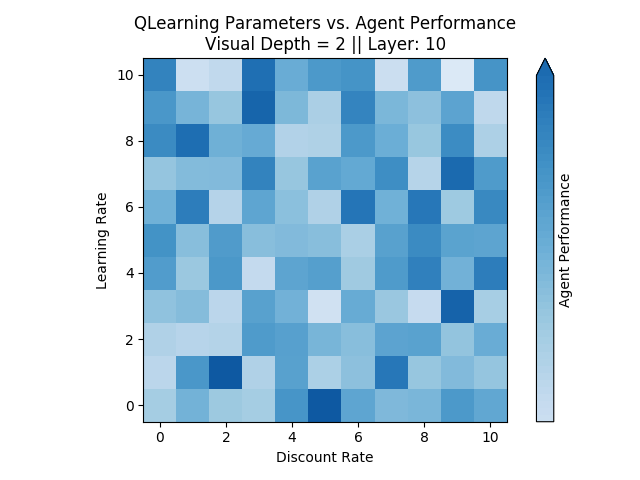 QLearning Parameters vs. Agent Performance
Visual Depth = 2 || Layer: 10
10
8
6
4
2
0
Learning Rate
0 2 4 6 8 10
Discount Rate
Agent Performance